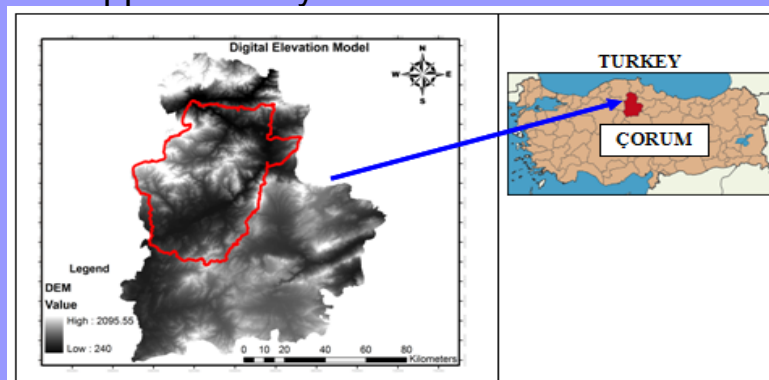 Digital Elevation Model
N
W E
S
Legend
DEM
Value
High : 2095.55
Low : 240
0 10 20 40 60 80
Kilometers
TURKEY
ÇORUM